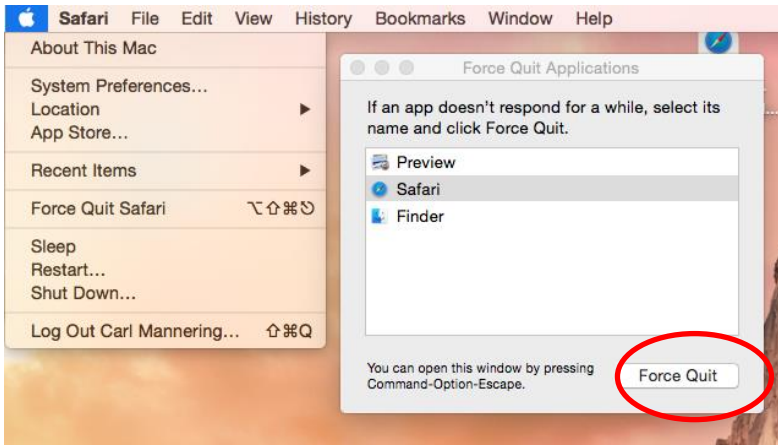 Safari File Edit View History Bookmarks Window Help
About This Mac
System Preferences...
Location
App Store...
Recent Items
Force Quit Safari ⌥⇧⌘⎋
Sleep
Restart...
Shut Down...
Log Out Carl Mannering... ⇧⌘Q
Force Quit Applications
If an app doesn't respond for a while, select its
name and click Force Quit.
Preview
Safari
Finder
You can open this window by pressing
Command-Option-Escape.
Force Quit